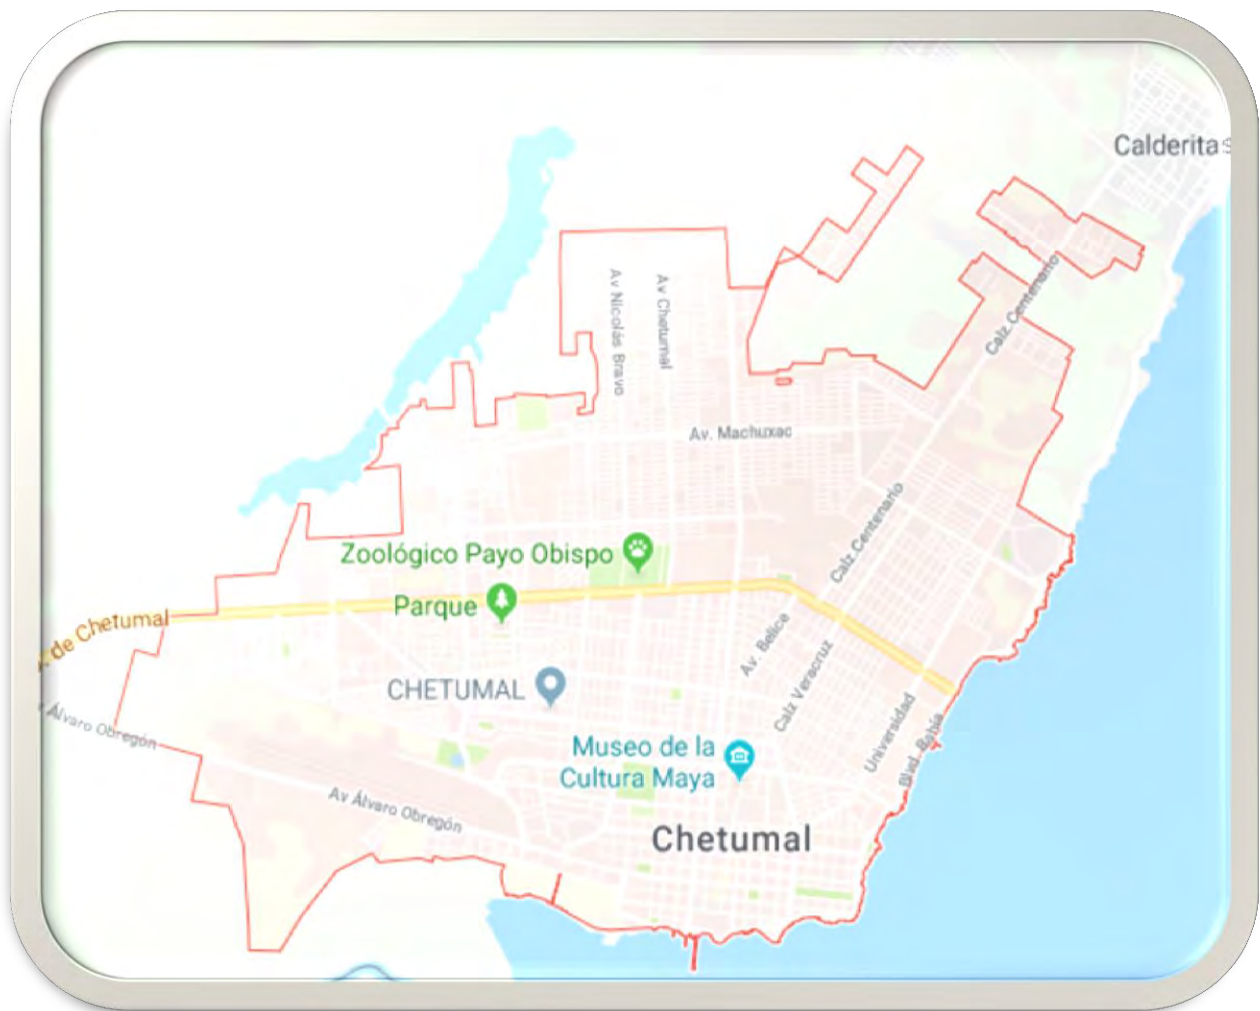 Calderitas
Av Nicolás Bravo
Av Chetumal
Calz. Centenario
Av. Machuxac
Calz.Centenario
Zoológico Payo Obispo
Parque
de Chetumal
Av. Belice
Calz Veracruz
CHETUMAL
Universidad
Blvd. Bahía
Álvaro Obregón
Museo de la
Cultura Maya
Av Álvaro Obregón
Chetumal